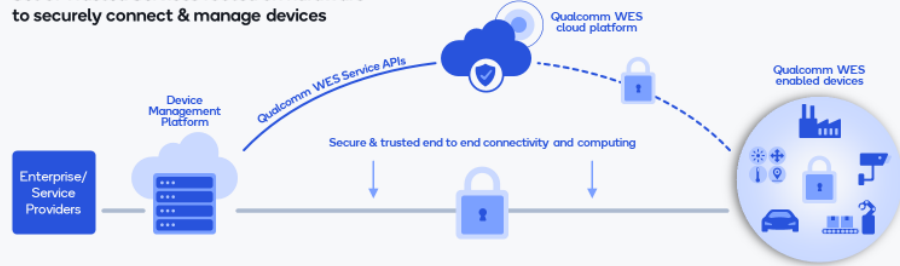 to securely connect & manage devices
Qualcomm WES
cloud platform
Qualcomm WES Service APIs
Qualcomm WES
enabled devices
Device
Management
Platform
Secure & trusted end to end connectivity and computing
Enterprise/
Service
Providers